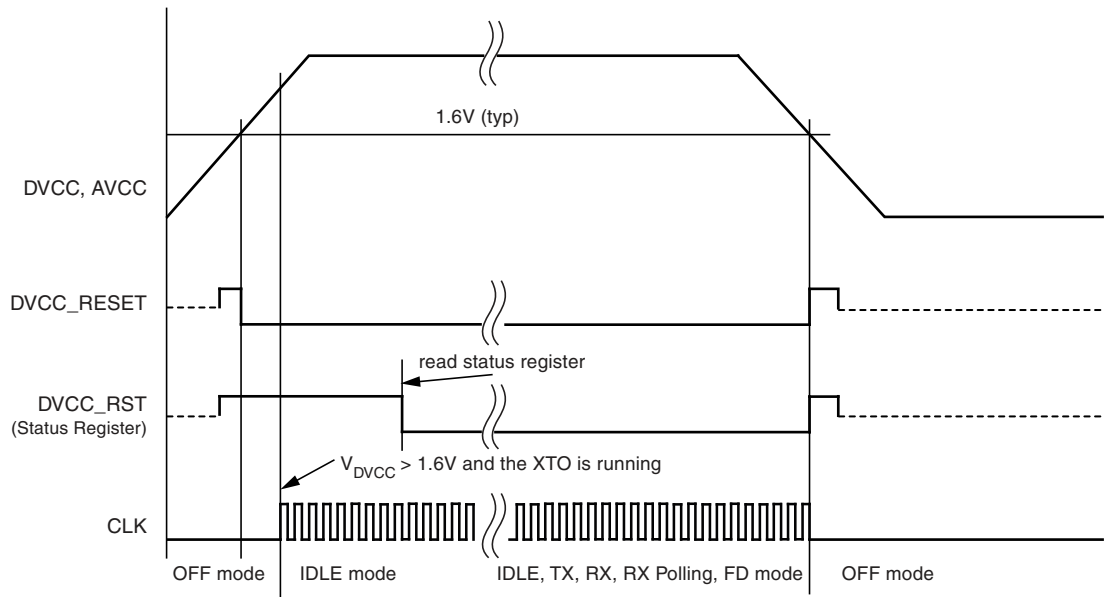 1.6V (typ)
DVCC, AVCC
DVCC_RESET
read status register
DVCC_RST
(Status Register)
VDVCC > 1.6V and the XTO is running
CLK
OFF mode
IDLE mode
IDLE, TX, RX, RX Polling, FD mode
OFF mode